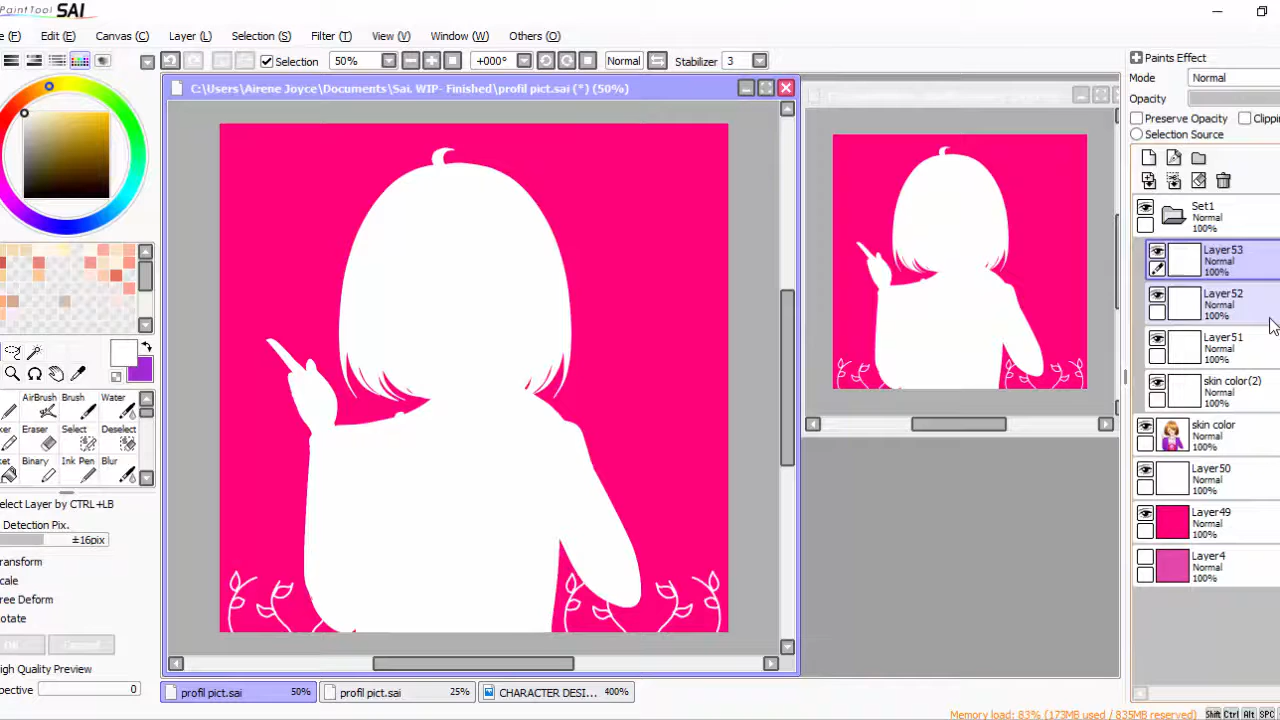 PaintTool SAI
e (F) Edit (E) Canvas (C) Layer (L) Selection (S) Filter (T) View (V) Window (W) Others (O)
Selection 50% +000° Normal Stabilizer 3
C:\Users\Airene Joyce\Documents\Sai. WIP- Finished\profil pict.sai (*) (50%)
Paints Effect
Mode Normal
Opacity
Preserve Opacity Clippi
Selection Source
Set1
Normal
100%
Layer53
Normal
100%
Layer52
Normal
100%
Layer51
Normal
100%
skin color(2)
Normal
100%
skin color
Normal
100%
Layer50
Normal
100%
Layer49
Normal
100%
Layer4
Normal
100%
AirBrush Brush Water
ker Eraser Select Deselect
ket Binary Ink Pen Blur
elect Layer by CTRL+LB
Detection Pix.
±16pix
ransform
cale
ree Deform
otate
igh Quality Preview
spective 0
profil pict.sai 50% profil pict.sai 25% CHARACTER DESI... 400%
Memory load: 83% (173MB used / 835MB reserved) Shift Ctrl Alt SPC